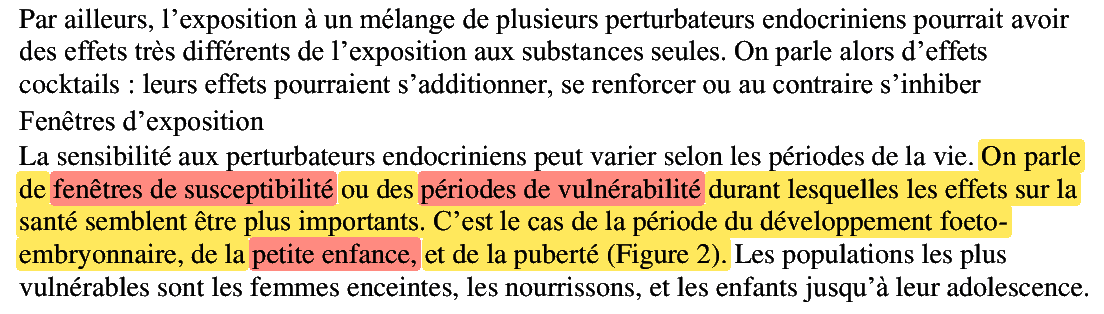 Par ailleurs, l’exposition à un mélange de plusieurs perturbateurs endocriniens pourrait avoir
des effets très différents de l’exposition aux substances seules. On parle alors d’effets
cocktails : leurs effets pourraient s’additionner, se renforcer ou au contraire s’inhiber
Fenêtres d’exposition
La sensibilité aux perturbateurs endocriniens peut varier selon les périodes de la vie. On parle
de fenêtres de susceptibilité ou des périodes de vulnérabilité durant lesquelles les effets sur la
santé semblent être plus importants. C’est le cas de la période du développement foeto-
embryonnaire, de la petite enfance, et de la puberté (Figure 2). Les populations les plus
vulnérables sont les femmes enceintes, les nourrissons, et les enfants jusqu’à leur adolescence.